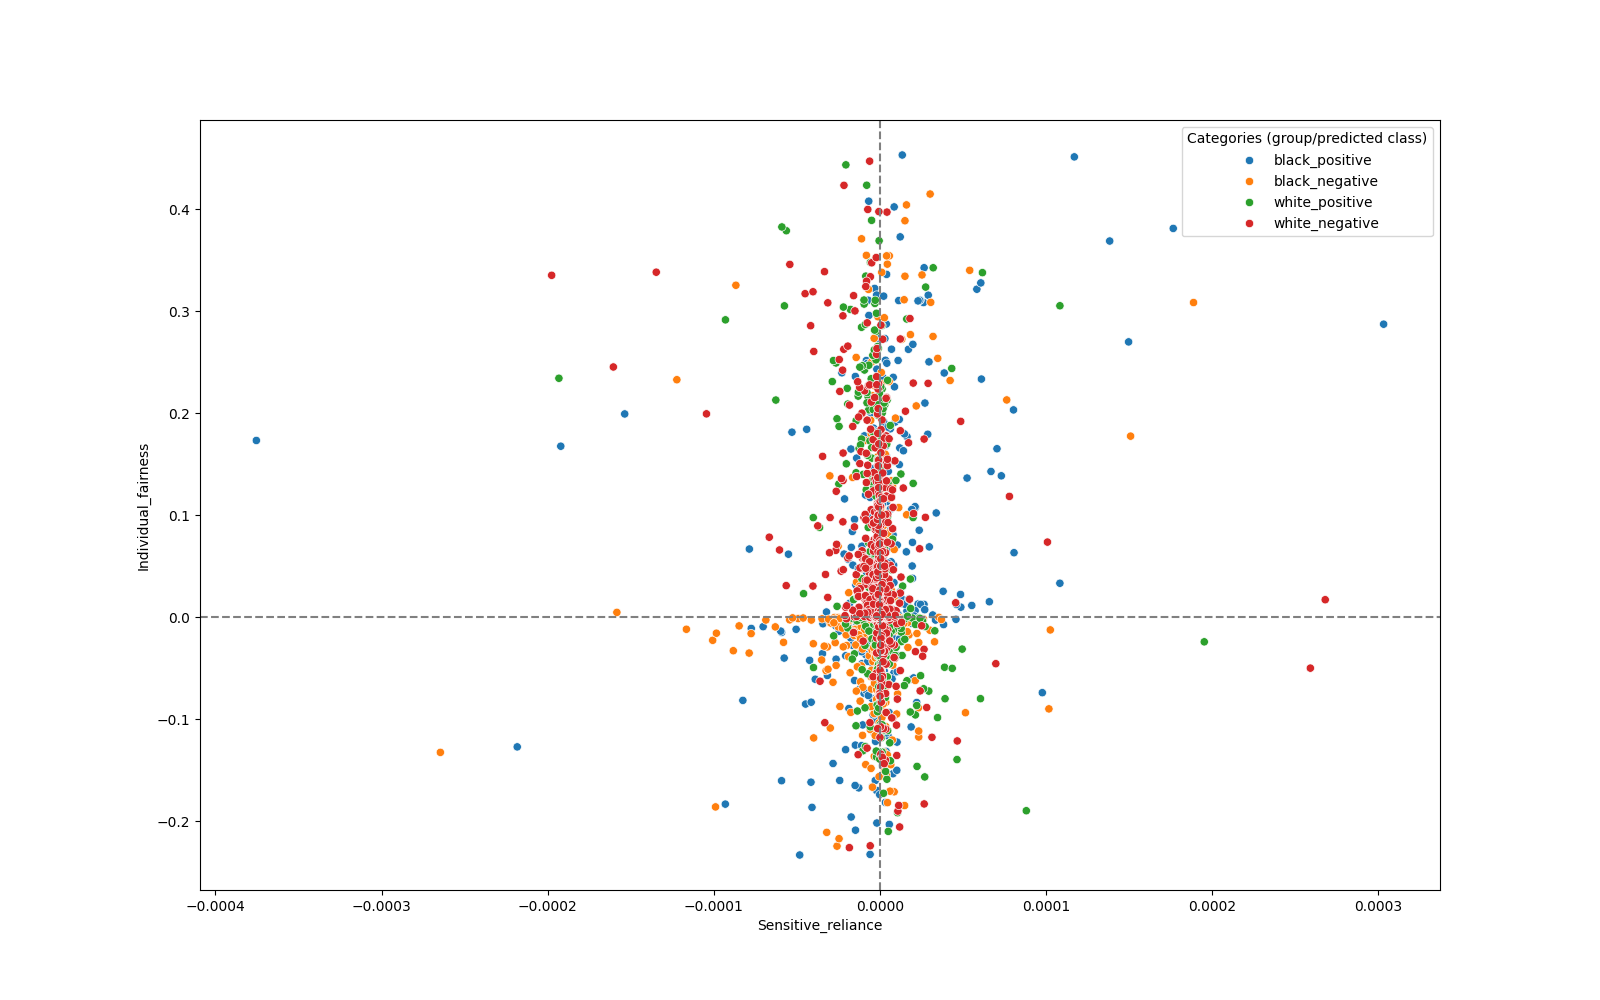 Categories (group/predicted class)
black_positive
black_negative
white_positive
white_negative
Individual_fairness
0.4
0.3
0.2
0.1
0.0
−0.1
−0.2
−0.0004
−0.0003
−0.0002
−0.0001
0.0000
0.0001
0.0002
0.0003
Sensitive_reliance